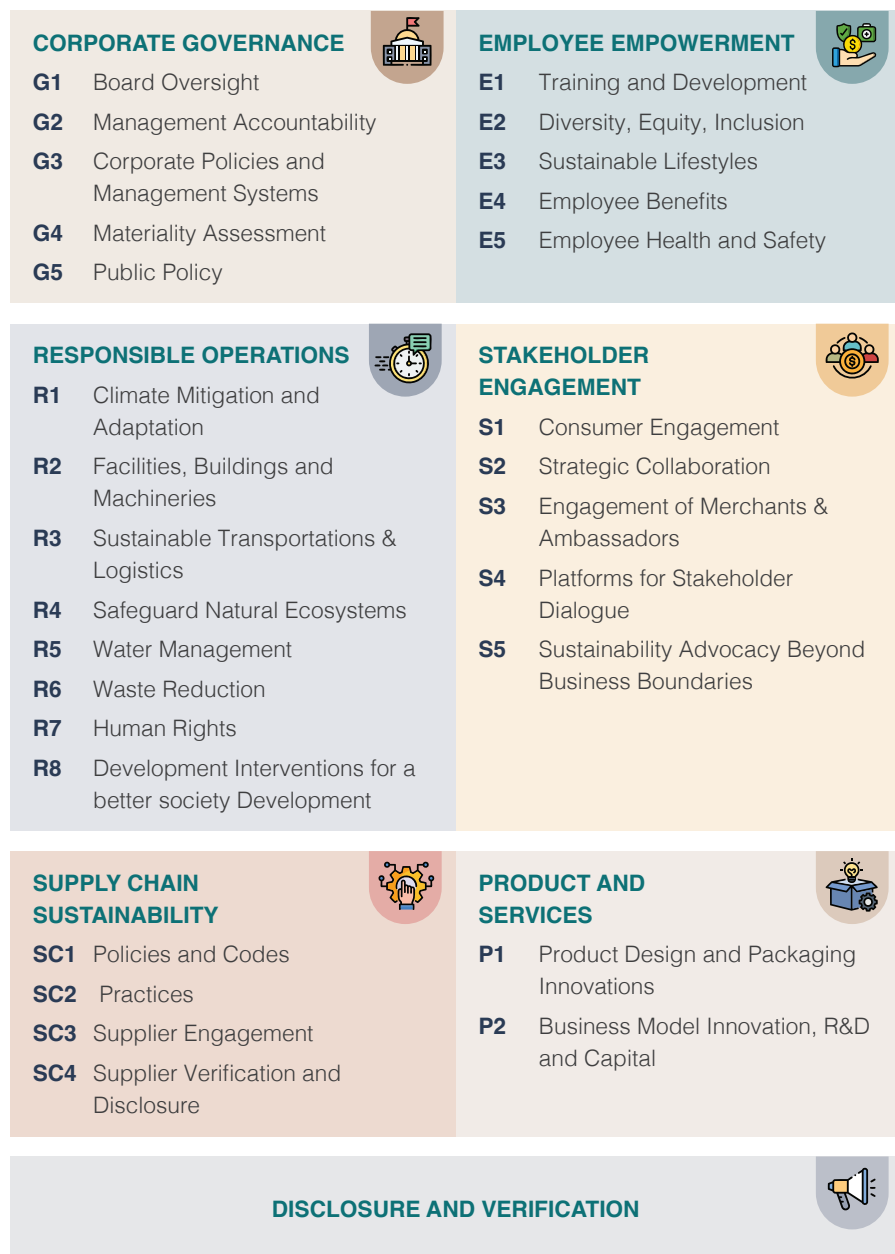 CORPORATE GOVERNANCE
G1 Board Oversight
G2 Management Accountability
G3 Corporate Policies and
Management Systems
G4 Materiality Assessment
G5 Public Policy
EMPLOYEE EMPOWERMENT
E1 Training and Development
E2 Diversity, Equity, Inclusion
E3 Sustainable Lifestyles
E4 Employee Benefits
E5 Employee Health and Safety
RESPONSIBLE OPERATIONS
R1 Climate Mitigation and
Adaptation
R2 Facilities, Buildings and
Machineries
R3 Sustainable Transportations &
Logistics
R4 Safeguard Natural Ecosystems
R5 Water Management
R6 Waste Reduction
R7 Human Rights
R8 Development Interventions for a
better society Development
STAKEHOLDER
ENGAGEMENT
S1 Consumer Engagement
S2 Strategic Collaboration
S3 Engagement of Merchants &
Ambassadors
S4 Platforms for Stakeholder
Dialogue
S5 Sustainability Advocacy Beyond
Business Boundaries
SUPPLY CHAIN
SUSTAINABILITY
SC1 Policies and Codes
SC2 Practices
SC3 Supplier Engagement
SC4 Supplier Verification and
Disclosure
PRODUCT AND
SERVICES
P1 Product Design and Packaging
Innovations
P2 Business Model Innovation, R&D
and Capital
DISCLOSURE AND VERIFICATION